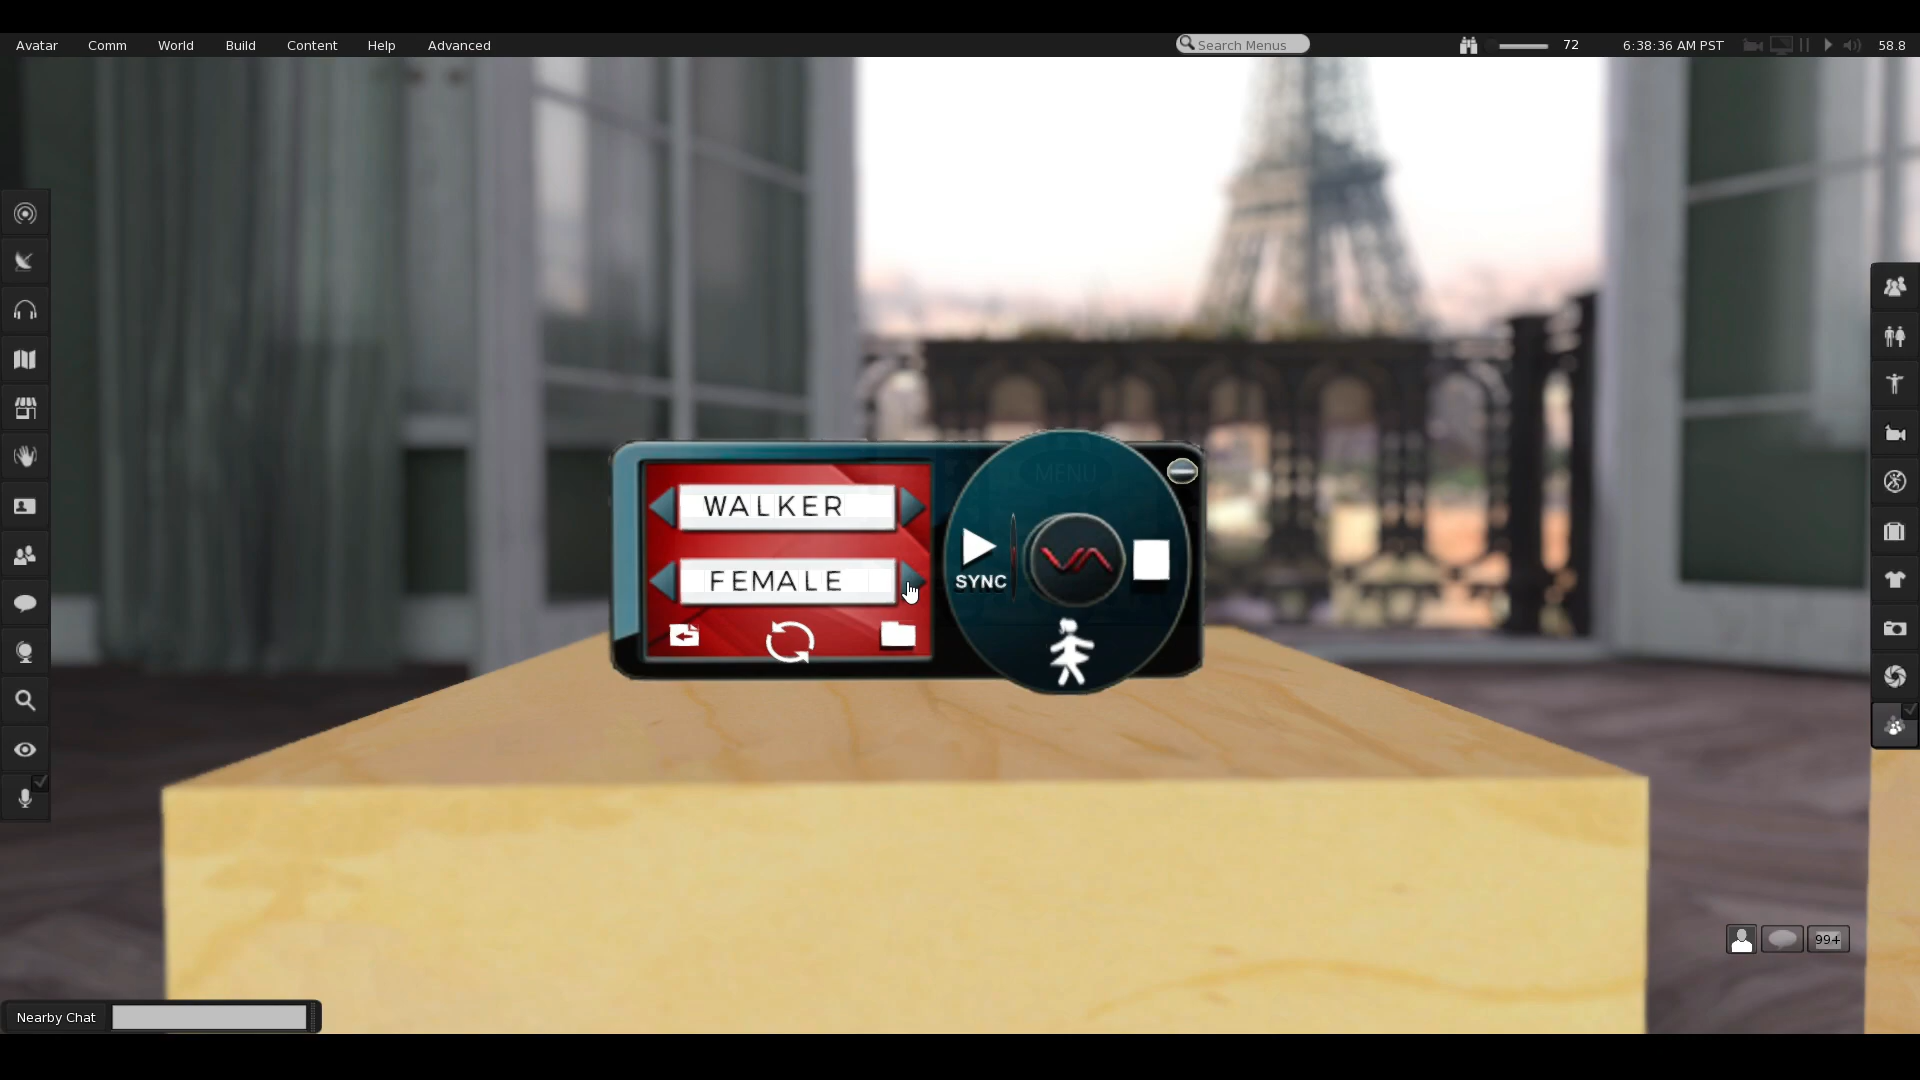 Avatar Comm World Build Content Help Advanced Search Menus 72 6:38:36 AM PST 58.8
MENU
WALKER
FEMALE
SYNC
99+
Nearby Chat